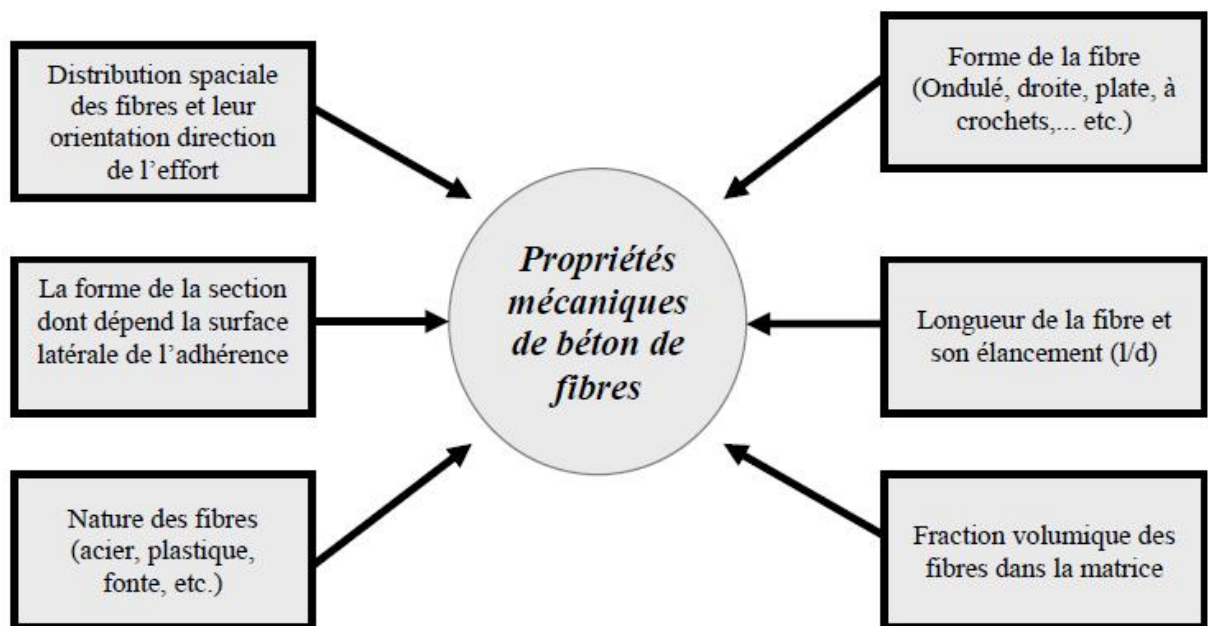 Distribution spaciale
des fibres et leur
orientation direction
de l'effort
La forme de la section
dont dépend la surface
latérale de l'adhérence
Nature des fibres
(acier, plastique,
fonte, etc.)
Propriétés
mécaniques
de béton de
fibres
Forme de la fibre
(Ondulé, droite, plate, à
crochets,... etc.)
Longueur de la fibre et
son élancement (l/d)
Fraction volumique des
fibres dans la matrice